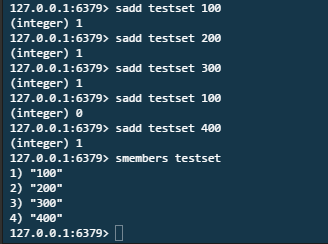 127.0.0.1:6379> sadd testset 100
(integer) 1
127.0.0.1:6379> sadd testset 200
(integer) 1
127.0.0.1:6379> sadd testset 300
(integer) 1
127.0.0.1:6379> sadd testset 100
(integer) 0
127.0.0.1:6379> sadd testset 400
(integer) 1
127.0.0.1:6379> smembers testset
1) "100"
2) "200"
3) "300"
4) "400"
127.0.0.1:6379>